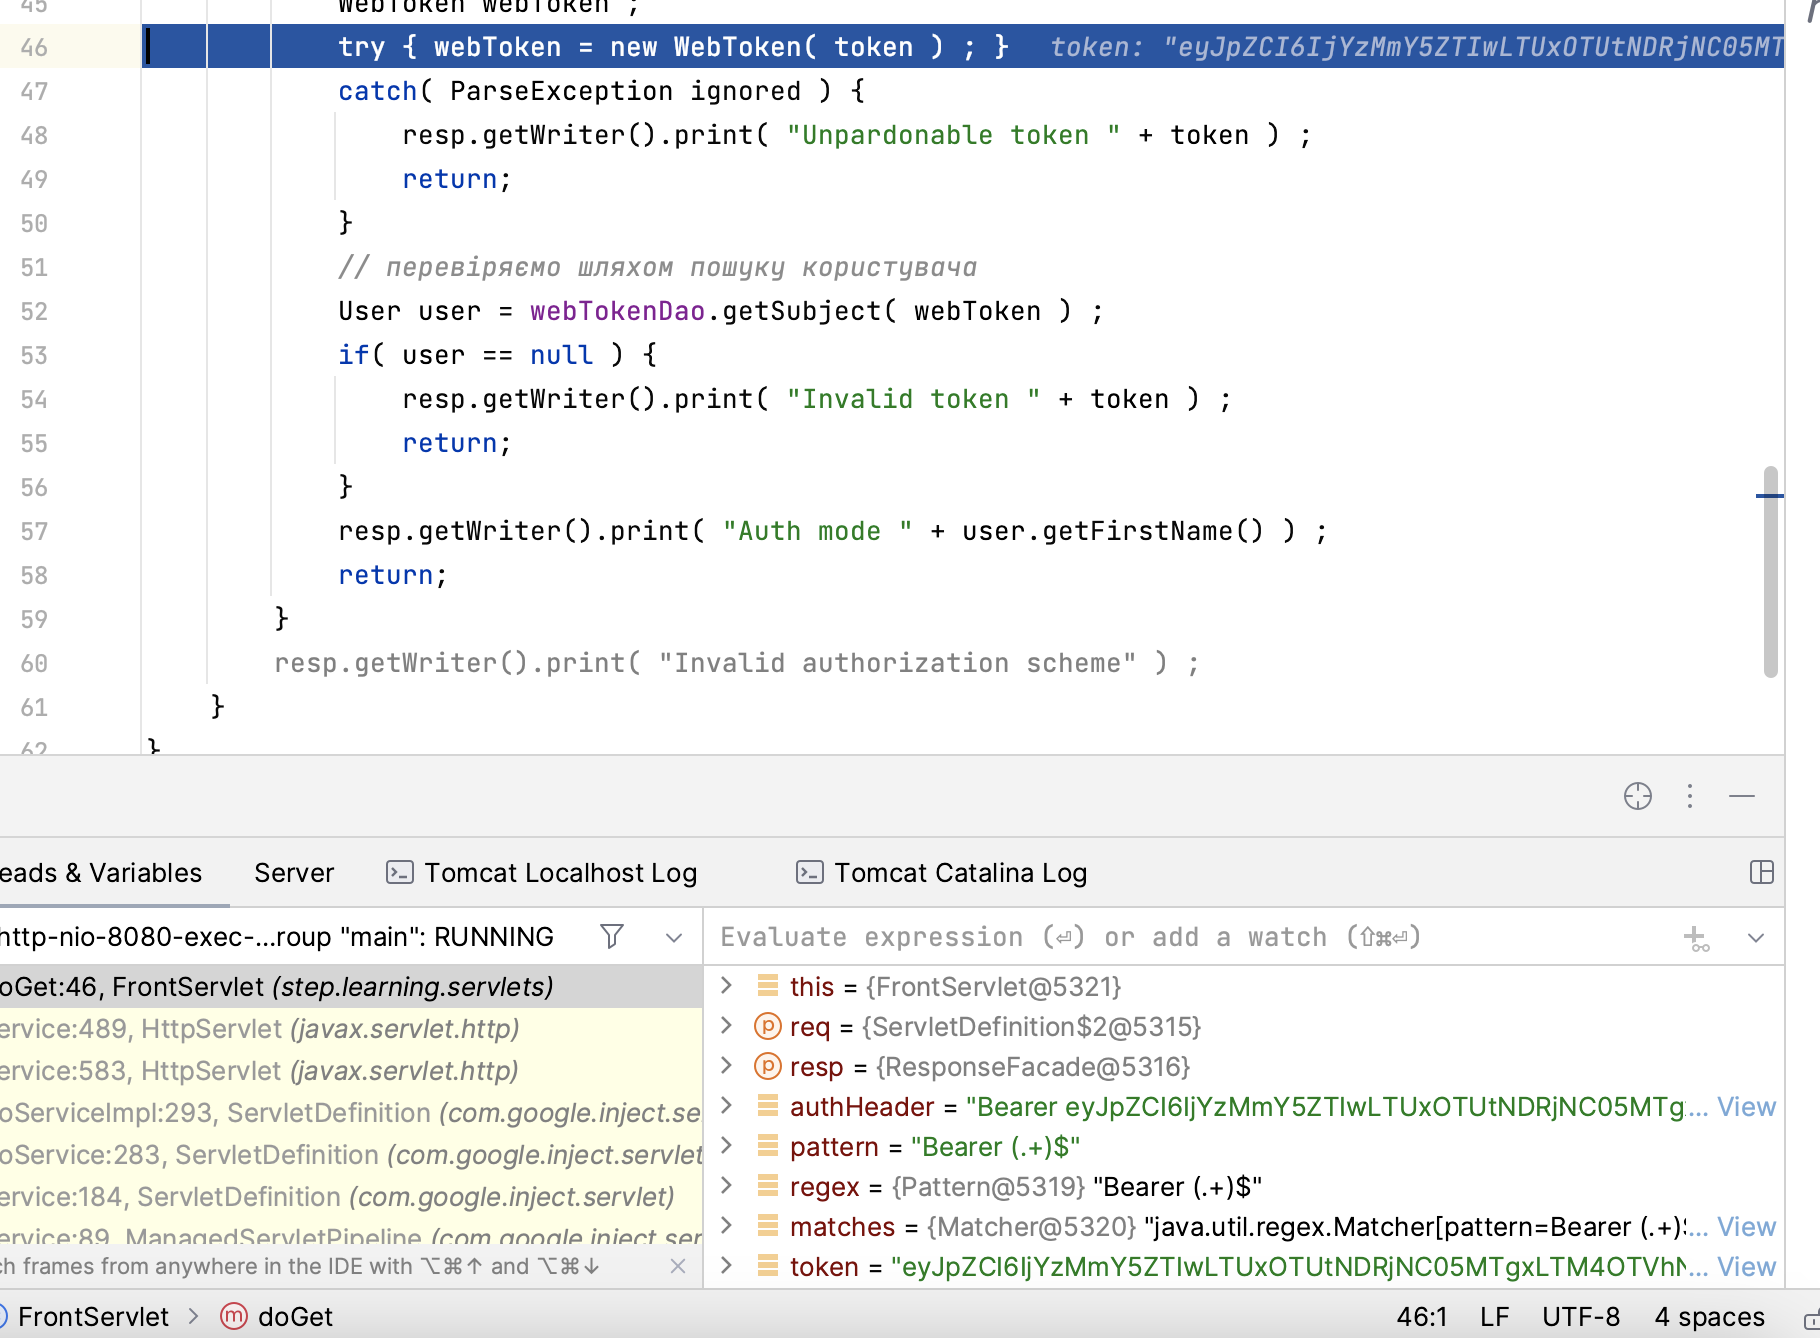 45 WebToken webToken ;
46 try { webToken = new WebToken( token ) ; } token: "eyJpZCI6IjYzMmY5ZTIwLTUxOTUtNDRjNC05MT
47 catch( ParseException ignored ) {
48 resp.getWriter().print( "Unpardonable token " + token ) ;
49 return;
50 }
51 // перевіряємо шляхом пошуку користувача
52 User user = webTokenDao.getSubject( webToken ) ;
53 if( user == null ) {
54 resp.getWriter().print( "Invalid token " + token ) ;
55 return;
56 }
57 resp.getWriter().print( "Auth mode " + user.getFirstName() ) ;
58 return;
59 }
60 resp.getWriter().print( "Invalid authorization scheme" ) ;
61 }
62 }
eads & Variables Server Tomcat Localhost Log Tomcat Catalina Log
http-nio-8080-exec-...roup "main": RUNNING
oGet:46, FrontServlet (step.learning.servlets)
ervice:489, HttpServlet (javax.servlet.http)
ervice:583, HttpServlet (javax.servlet.http)
oServiceImpl:293, ServletDefinition (com.google.inject.se
oService:283, ServletDefinition (com.google.inject.servlet
ervice:184, ServletDefinition (com.google.inject.servlet)
ervice:89, ManagedServletPipeline (com.google.inject.ser
ch frames from anywhere in the IDE with ⌥⌘↑ and ⌥⌘↓
Evaluate expression (⏎) or add a watch (⇧⌘⏎)
this = {FrontServlet@5321}
req = {ServletDefinition$2@5315}
resp = {ResponseFacade@5316}
authHeader = "Bearer eyJpZCI6IjYzMmY5ZTIwLTUxOTUtNDRjNC05MTg... View
pattern = "Bearer (.+)$"
regex = {Pattern@5319} "Bearer (.+)$"
matches = {Matcher@5320} "java.util.regex.Matcher[pattern=Bearer (.+)$... View
token = "eyJpZCI6IjYzMmY5ZTIwLTUxOTUtNDRjNC05MTgxLTM4OTVhN... View
FrontServlet > m doGet
46:1 LF UTF-8 4 spaces